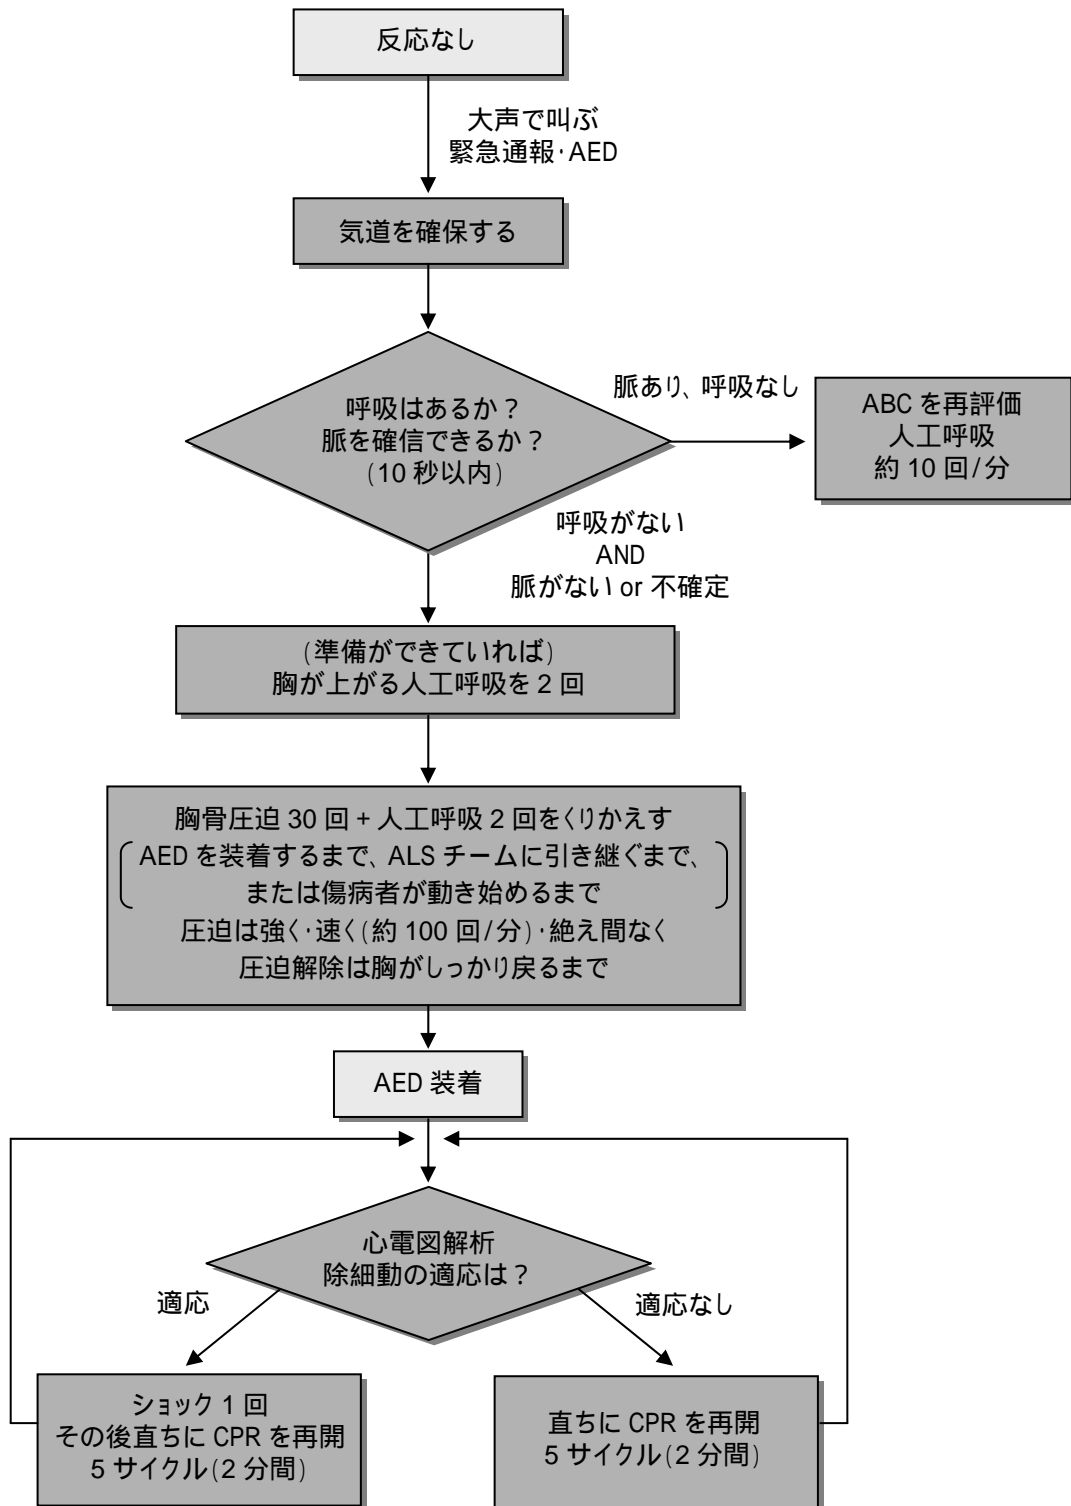 反応なし
大声で叫ぶ
緊急通報・AED
気道を確保する
呼吸はあるか?
脈を確信できるか?
(10 秒以内)
脈あり、呼吸なし
ABC を再評価
人工呼吸
約 10 回/分
呼吸がない
AND
脈がない or 不確定
(準備ができていれば)
胸が上がる人工呼吸を 2 回
胸骨圧迫 30 回 + 人工呼吸 2 回をくりかえす
AED を装着するまで、ALS チームに引き継ぐまで、
または傷病者が動き始めるまで
圧迫は強く・速く(約 100 回/分)・絶え間なく
圧迫解除は胸がしっかり戻るまで
AED 装着
心電図解析
除細動の適応は?
適応
適応なし
ショック 1 回
その後直ちに CPR を再開
5 サイクル(2 分間)
直ちに CPR を再開
5 サイクル(2 分間)